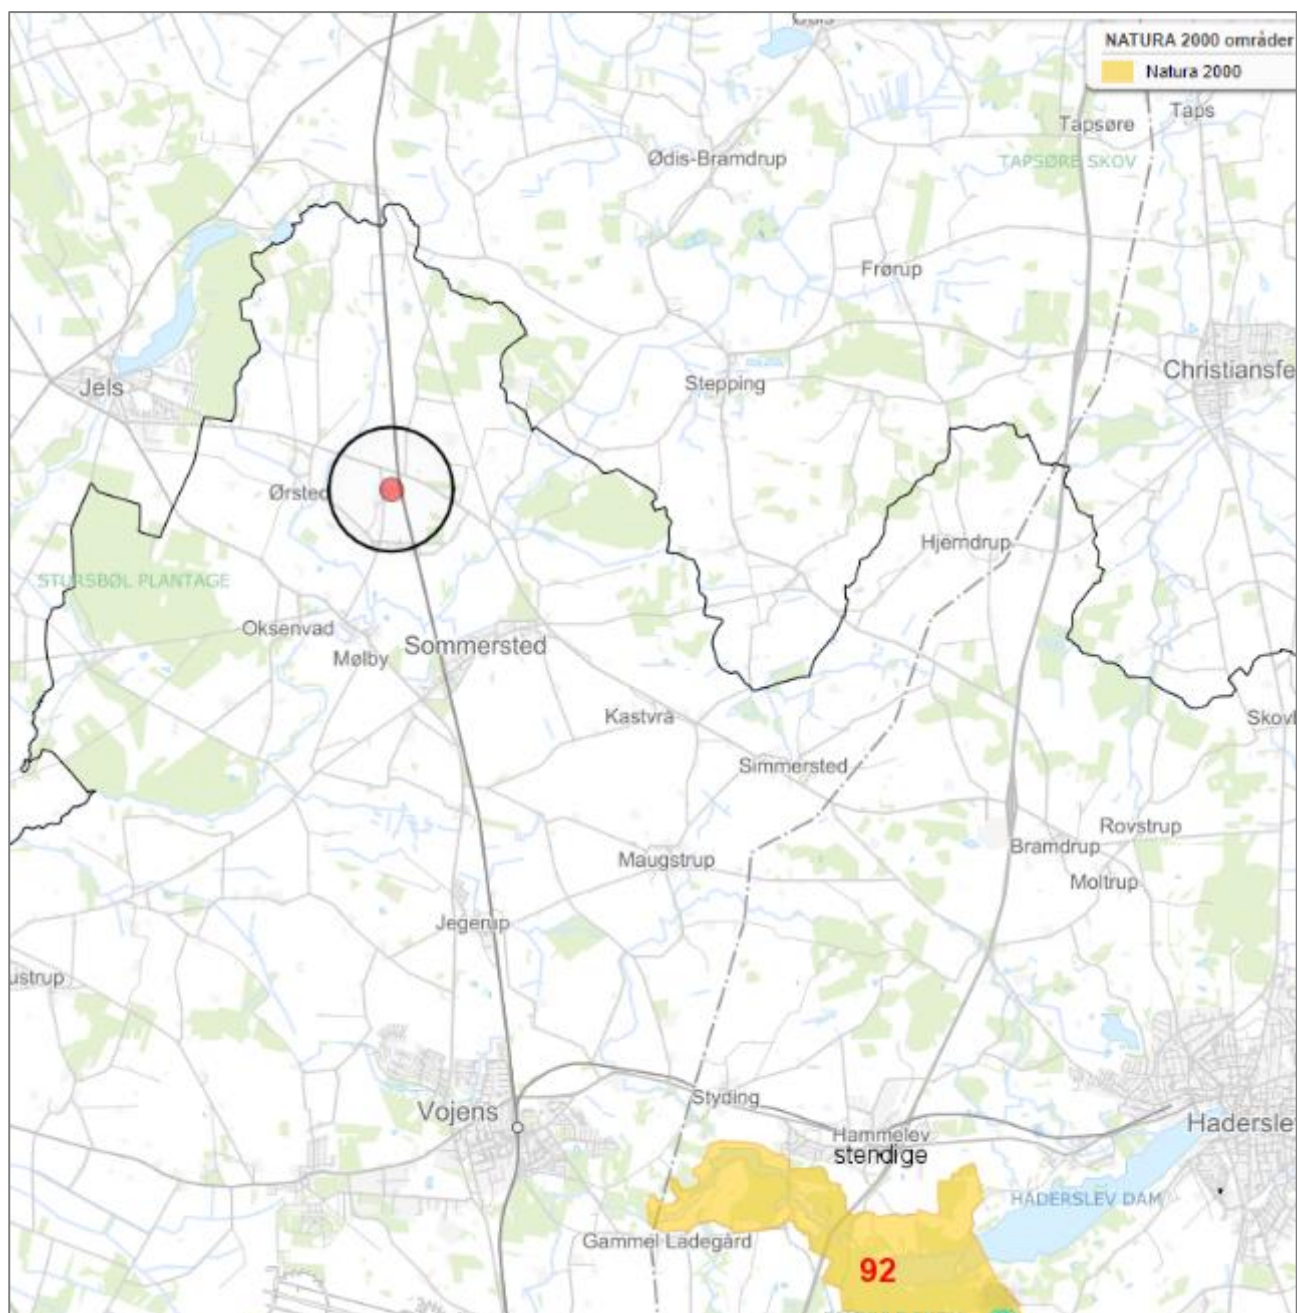 NATURA 2000 områder
Natura 2000
Taps
Tapsøre
TAPSØRE SKOV
Ødis-Bramdrup
Frørup
Christiansfe
Jels
Stepping
Ørsted
Hjerndrup
STURSBØL PLANTAGE
Oksenvad
Sommersted
Mølby
Kastvrå
Skovb
Simmersted
Rovstrup
Bramdrup
Maugstrup
Moltrup
Jegerup
ustrup
Styding
Vojens
Haderslev
Hammelev
stendige
HADERSLEV DAM
Gammel Ladegård
92